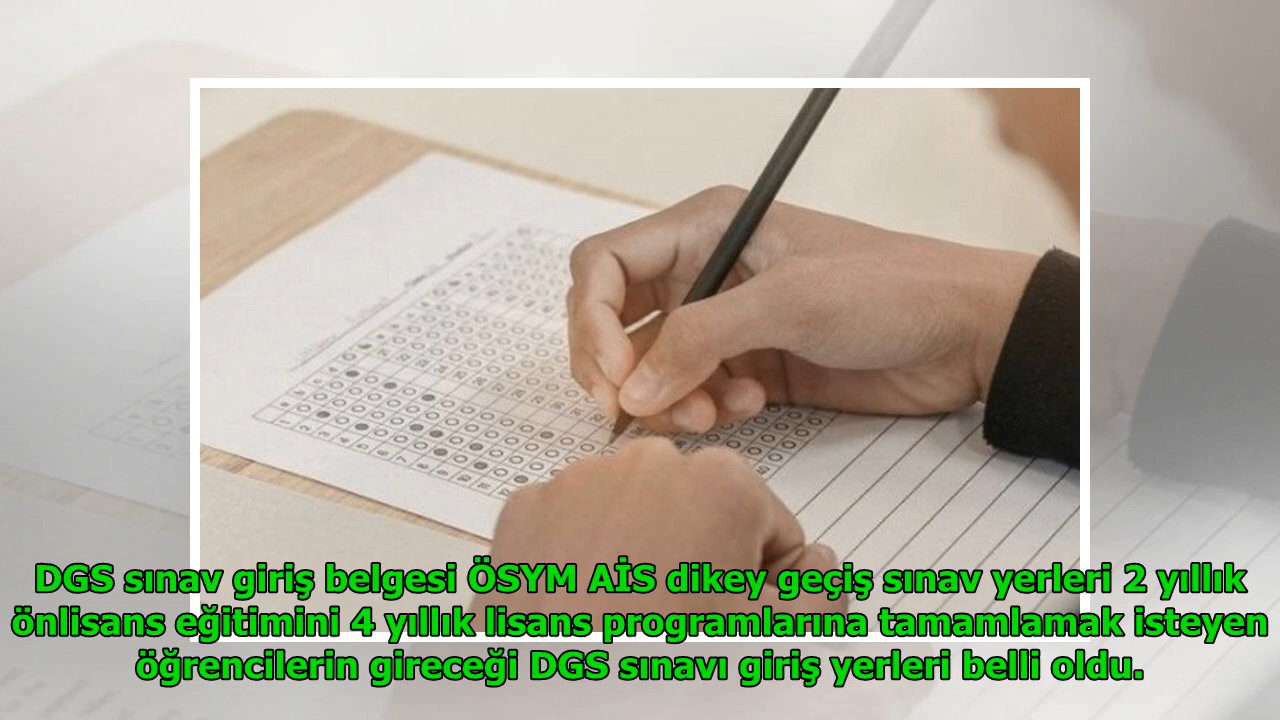 DGS sınav giriş belgesi ÖSYM AİS dikey geçiş sınav yerleri 2 yıllık
önlisans eğitimini 4 yıllık lisans programlarına tamamlamak isteyen
öğrencilerin gireceği DGS sınavı giriş yerleri belli oldu.